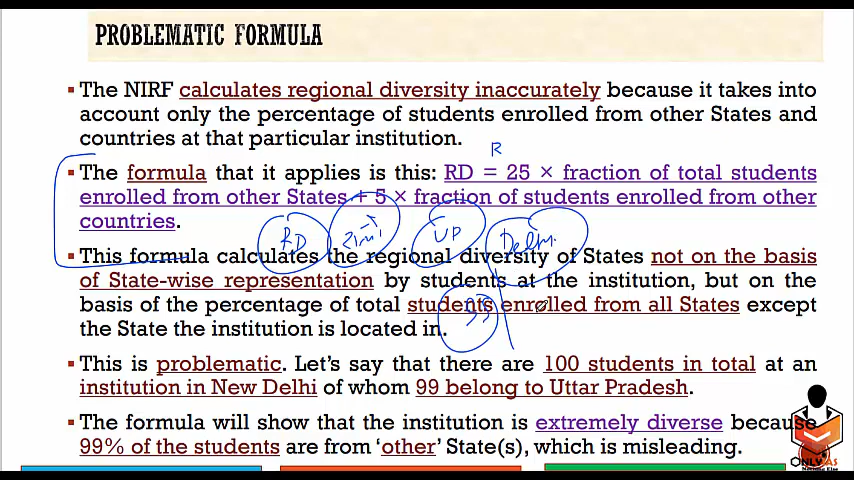 PROBLEMATIC FORMULA
▪ The NIRF calculates regional diversity inaccurately because it takes into
account only the percentage of students enrolled from other States and
countries at that particular institution.
R
▪ The formula that it applies is this: RD = 25 × fraction of total students
enrolled from other States + 5 × fraction of students enrolled from other
countries.
RD UP Delhi
▪ This formula calculates the regional diversity of States not on the basis
of State-wise representation by students at the institution, but on the
basis of the percentage of total students enrolled from all States except
99
the State the institution is located in.
▪ This is problematic. Let's say that there are 100 students in total at an
institution in New Delhi of whom 99 belong to Uttar Pradesh.
▪ The formula will show that the institution is extremely diverse because
99% of the students are from 'other' State(s), which is misleading.
ONLY IAS
Nothing Else